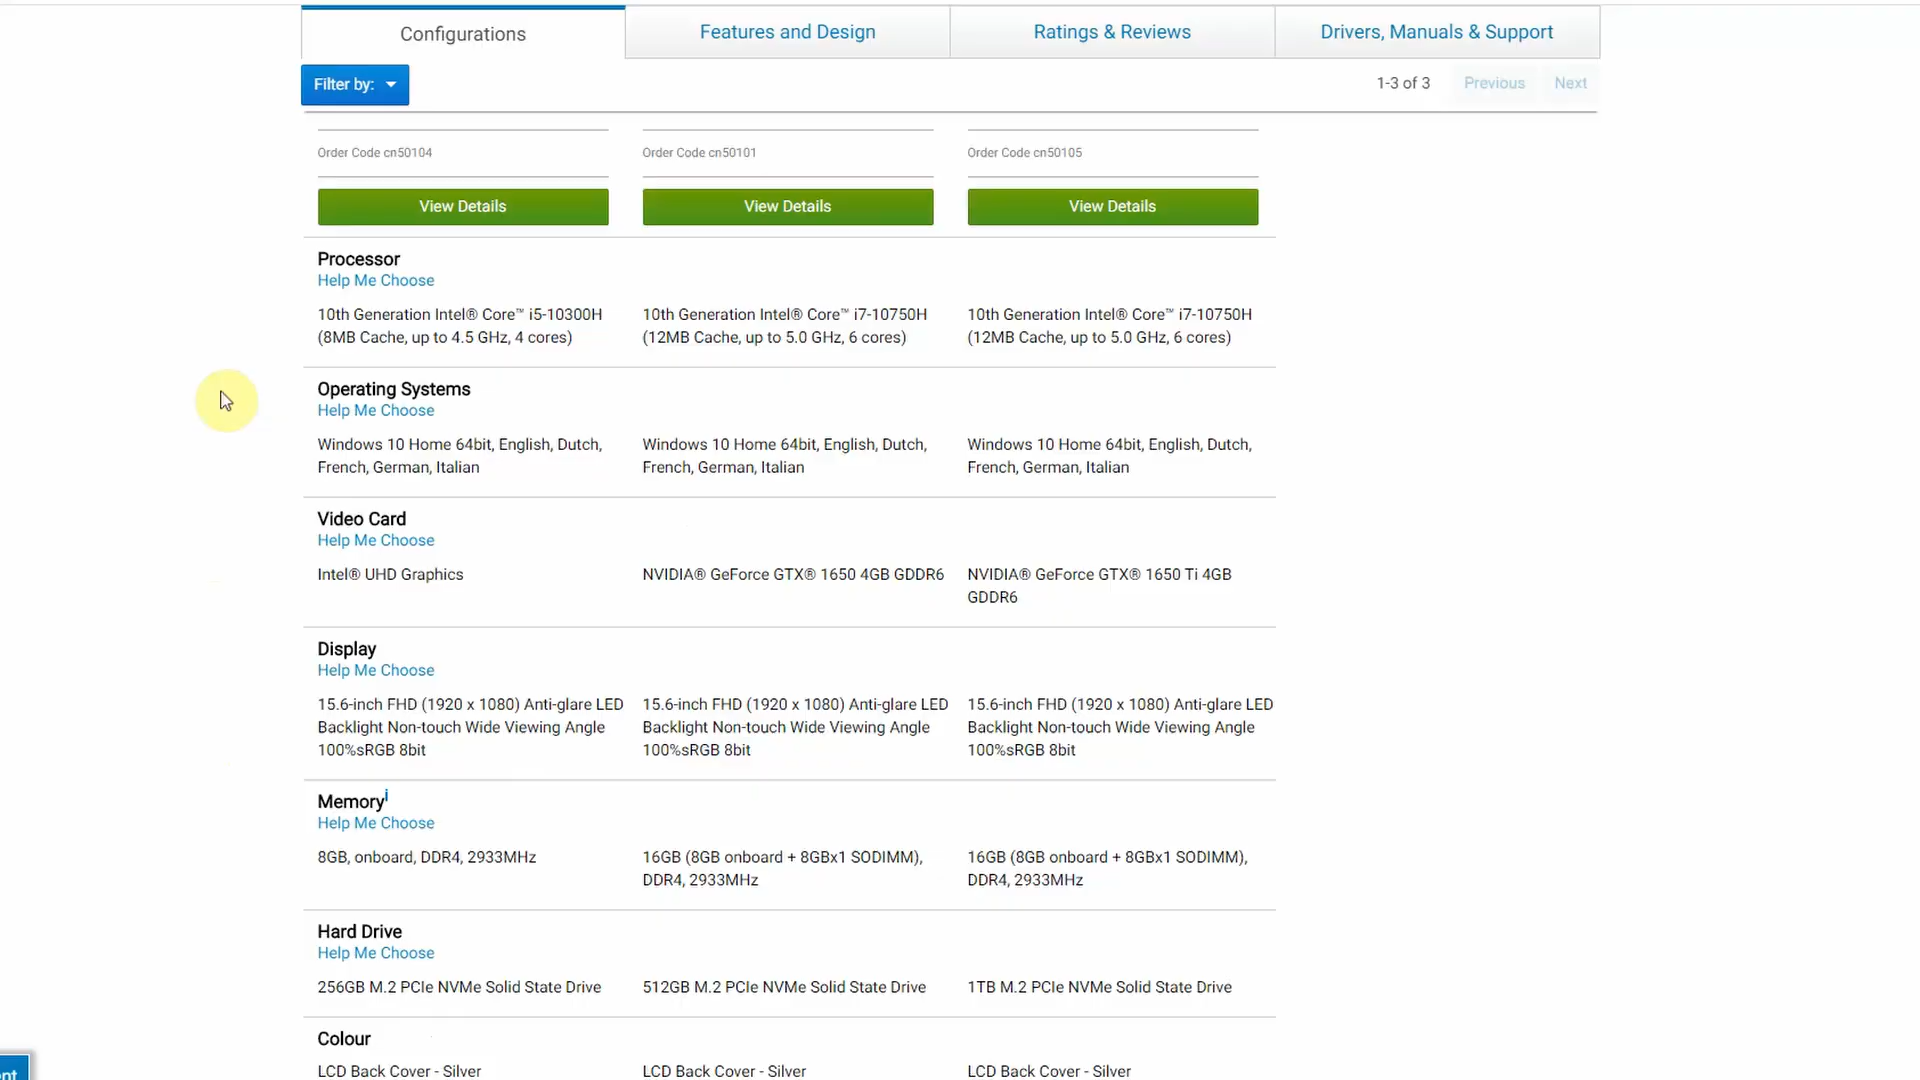 Configurations
Features and Design
Ratings & Reviews
Drivers, Manuals & Support
Filter by:
1-3 of 3
Previous
Next
Order Code cn50104
Order Code cn50101
Order Code cn50105
View Details
View Details
View Details
Processor
Help Me Choose
10th Generation Intel® Core™ i5-10300H
(8MB Cache, up to 4.5 GHz, 4 cores)
10th Generation Intel® Core™ i7-10750H
(12MB Cache, up to 5.0 GHz, 6 cores)
10th Generation Intel® Core™ i7-10750H
(12MB Cache, up to 5.0 GHz, 6 cores)
Operating Systems
Help Me Choose
Windows 10 Home 64bit, English, Dutch,
French, German, Italian
Windows 10 Home 64bit, English, Dutch,
French, German, Italian
Windows 10 Home 64bit, English, Dutch,
French, German, Italian
Video Card
Help Me Choose
Intel® UHD Graphics
NVIDIA® GeForce GTX® 1650 4GB GDDR6
NVIDIA® GeForce GTX® 1650 Ti 4GB
GDDR6
Display
Help Me Choose
15.6-inch FHD (1920 x 1080) Anti-glare LED
Backlight Non-touch Wide Viewing Angle
100%sRGB 8bit
15.6-inch FHD (1920 x 1080) Anti-glare LED
Backlight Non-touch Wide Viewing Angle
100%sRGB 8bit
15.6-inch FHD (1920 x 1080) Anti-glare LED
Backlight Non-touch Wide Viewing Angle
100%sRGB 8bit
Memory i
Help Me Choose
8GB, onboard, DDR4, 2933MHz
16GB (8GB onboard + 8GBx1 SODIMM),
DDR4, 2933MHz
16GB (8GB onboard + 8GBx1 SODIMM),
DDR4, 2933MHz
Hard Drive
Help Me Choose
256GB M.2 PCIe NVMe Solid State Drive
512GB M.2 PCIe NVMe Solid State Drive
1TB M.2 PCIe NVMe Solid State Drive
Colour
LCD Back Cover - Silver
LCD Back Cover - Silver
LCD Back Cover - Silver